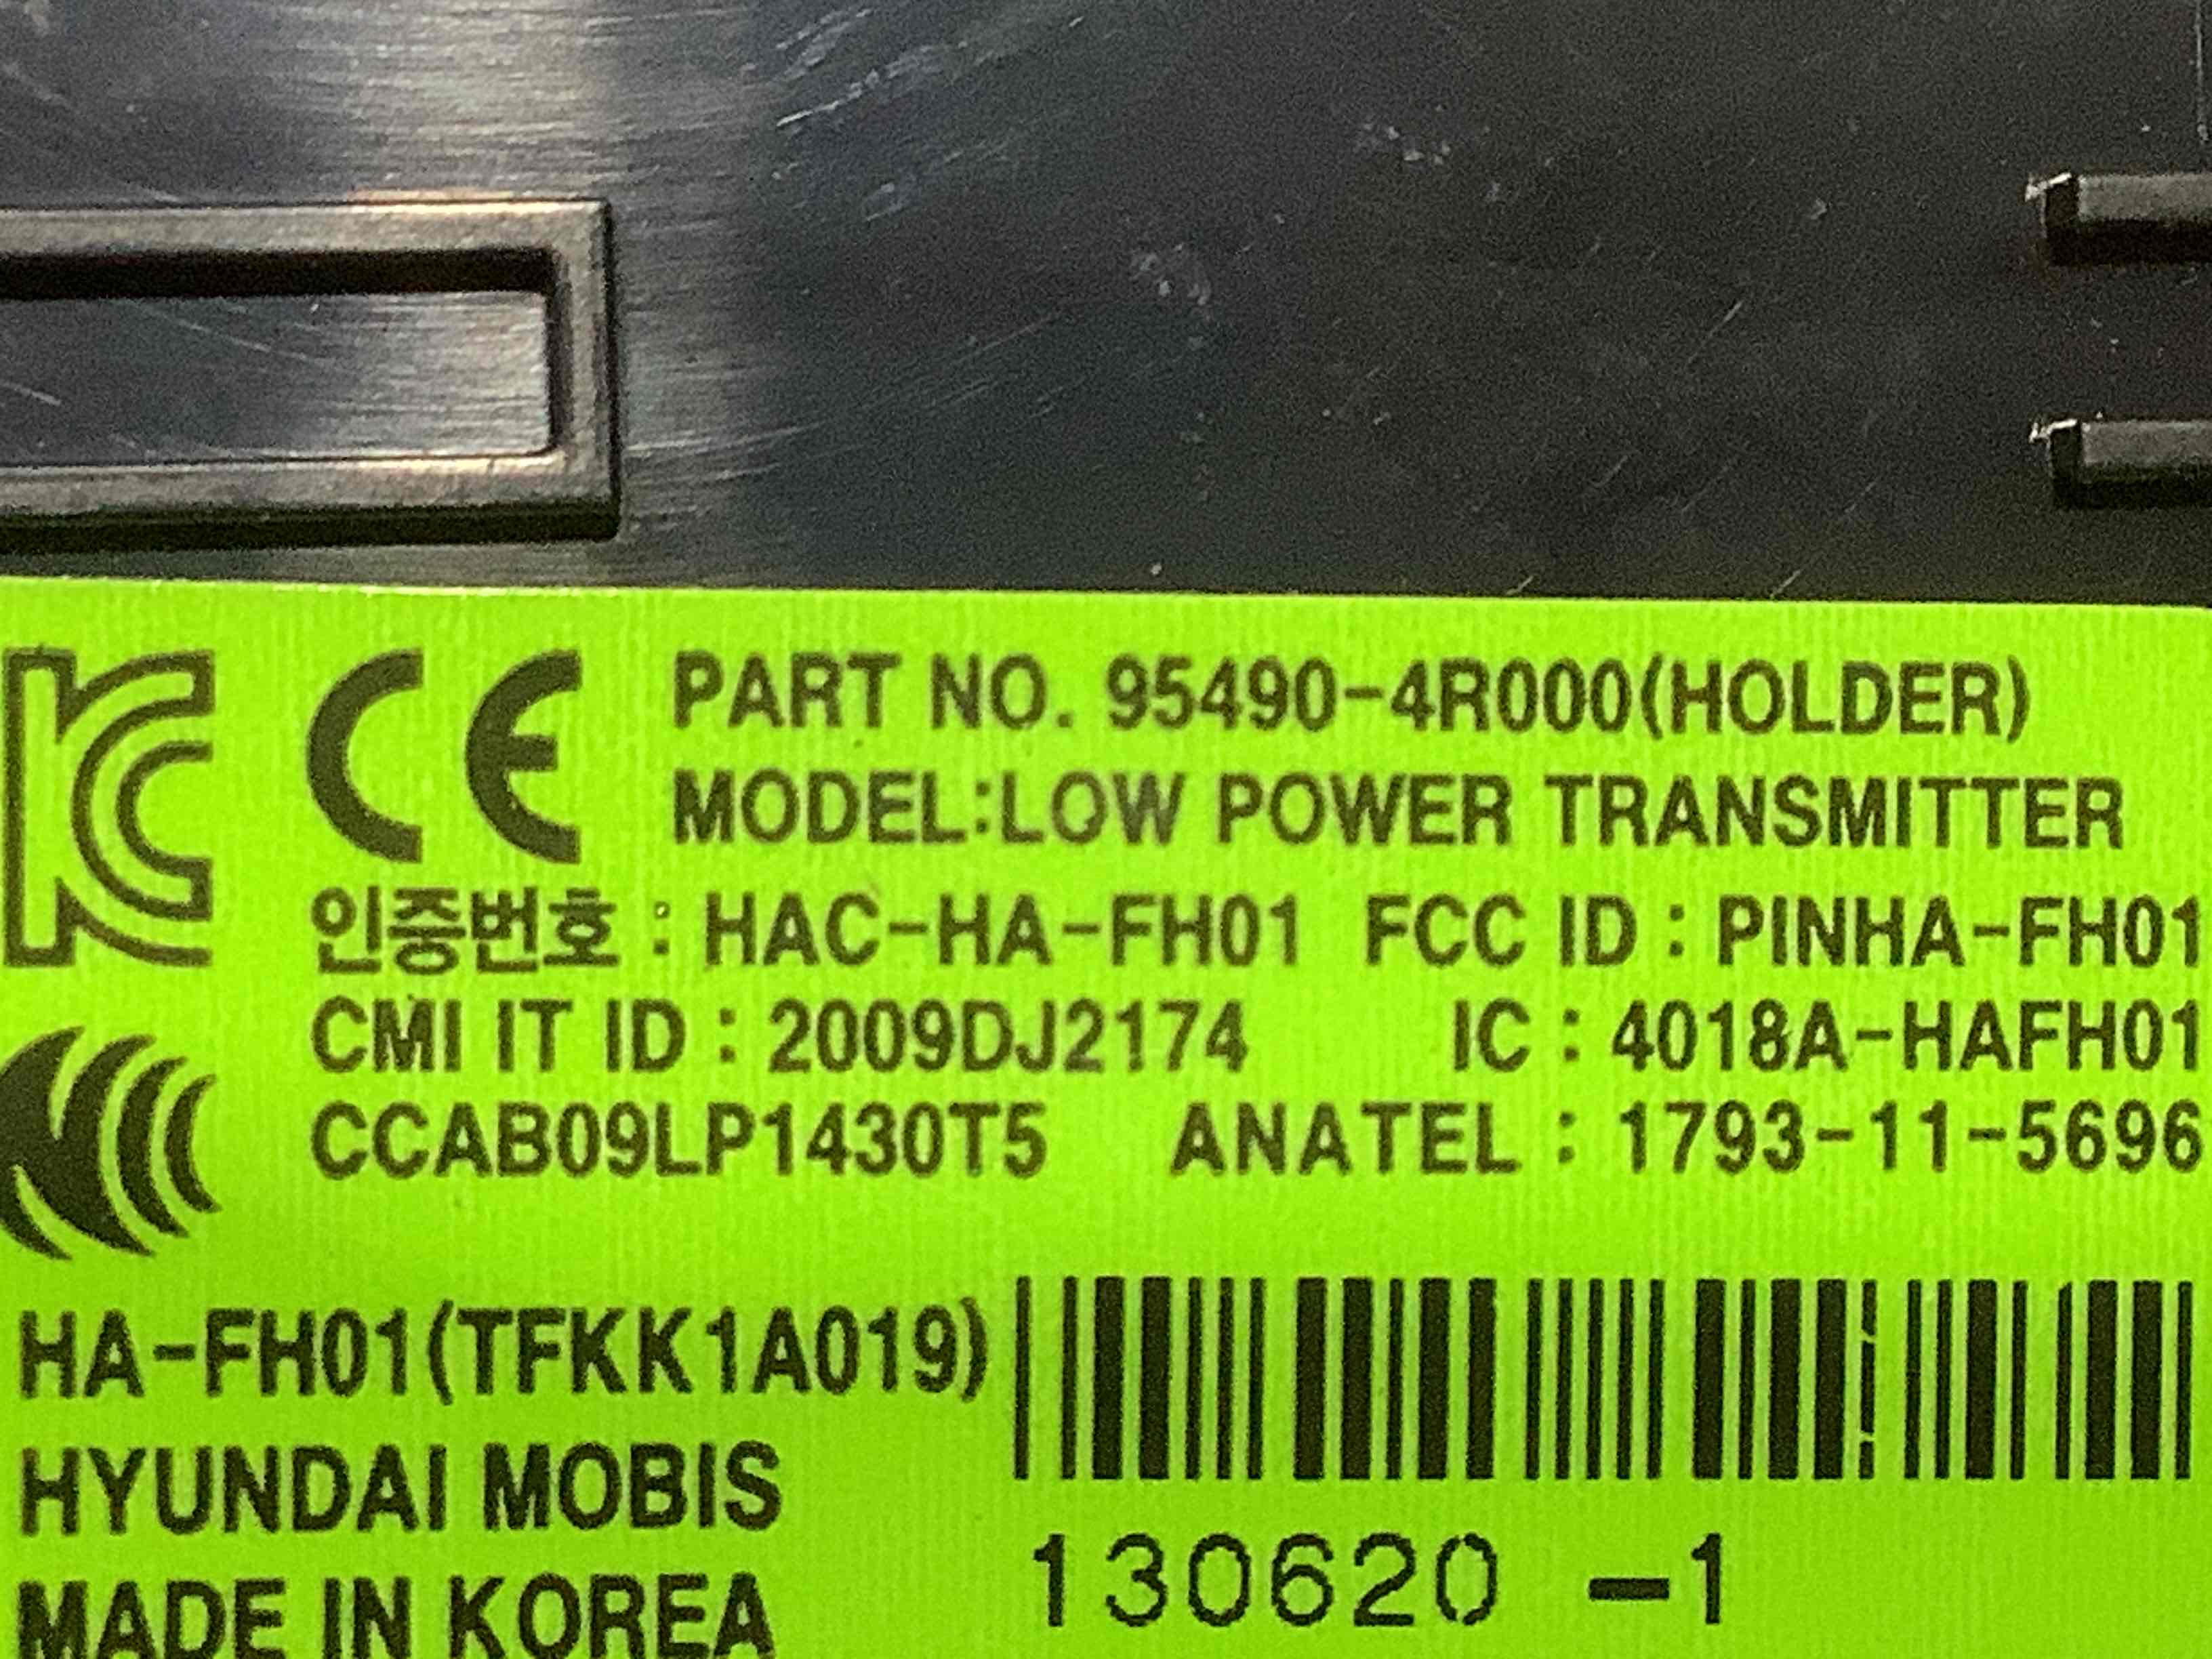 PART NO. 95490-4R000(HOLDER)
MODEL:LOW POWER TRANSMITTER
인증번호 : HAC-HA-FH01 FCC ID : PINHA-FH01
CMI IT ID : 2009DJ2174 IC : 4018A-HAFH01
CCAB09LP1430T5 ANATEL : 1793-11-5696
HA-FH01(TFKK1A019)
HYUNDAI MOBIS
MADE IN KOREA
130620 -1